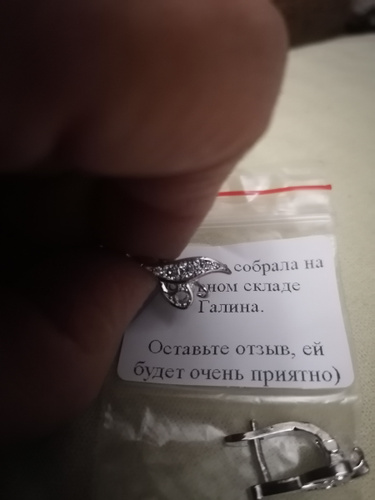 собрала на
складе
Галина.
Оставьте отзыв, ей
будет очень приятно)